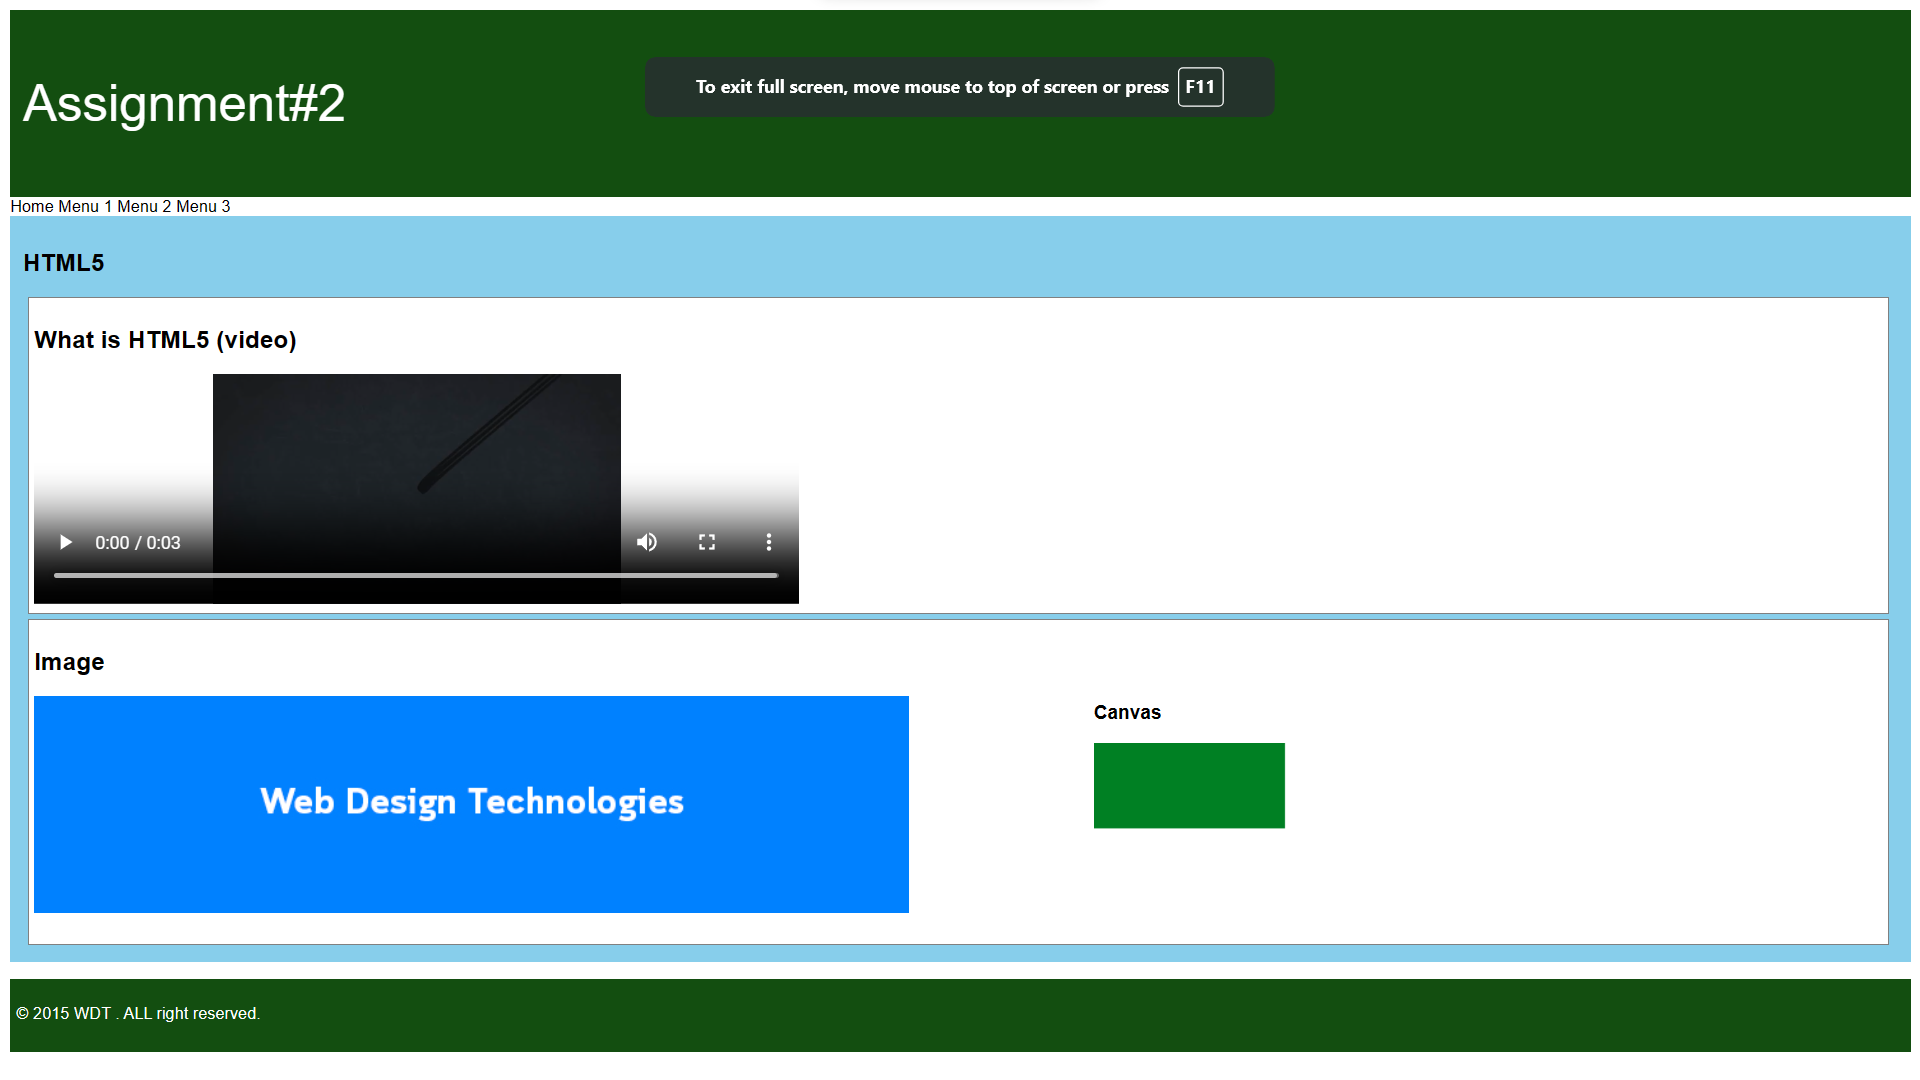 To exit full screen, move mouse to top of screen or press F11
Assignment#2
Home Menu 1 Menu 2 Menu 3
HTML5
What is HTML5 (video)
0:00 / 0:03
Image
Web Design Technologies
Canvas
© 2015 WDT . ALL right reserved.